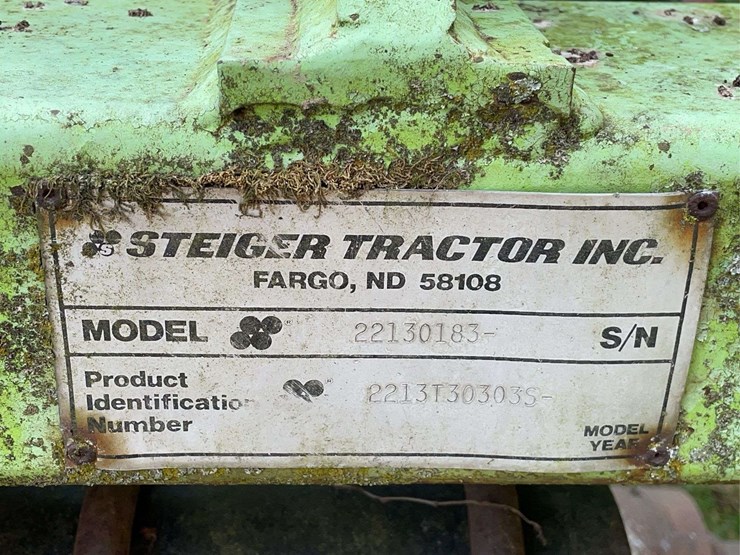 S STEIGER TRACTOR INC.
FARGO, ND 58108
MODEL 22130183- S/N
Product
Identification
Number
2213T30303S-
MODEL
YEAR